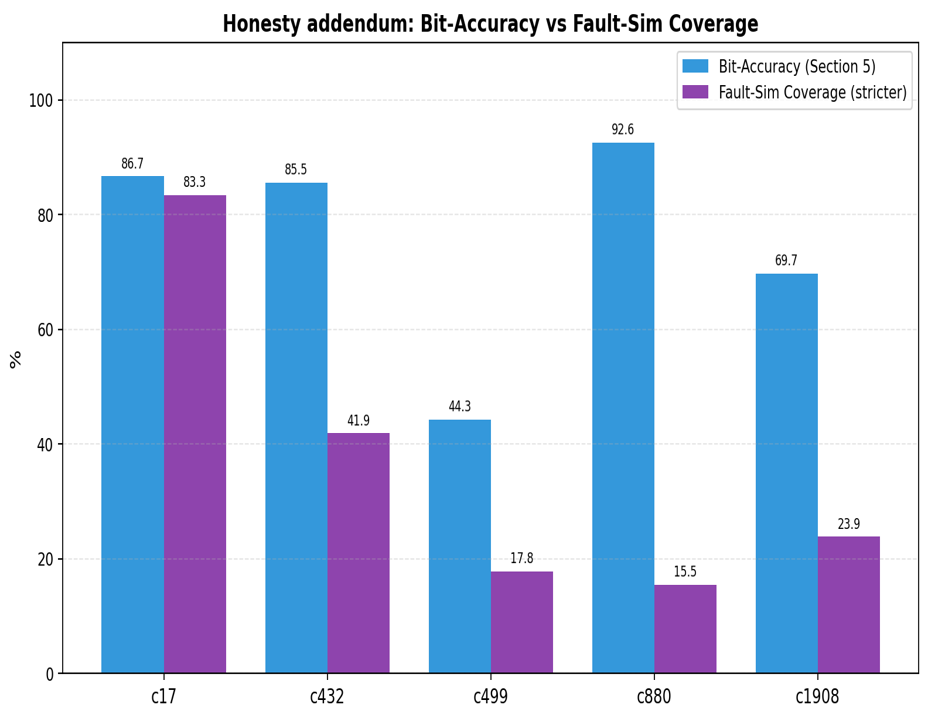 Honesty addendum: Bit-Accuracy vs Fault-Sim Coverage
Bit-Accuracy (Section 5)
Fault-Sim Coverage (stricter)
%
100
80
60
40
20
0
86.7
83.3
85.5
41.9
44.3
17.8
92.6
15.5
69.7
23.9
c17
c432
c499
c880
c1908